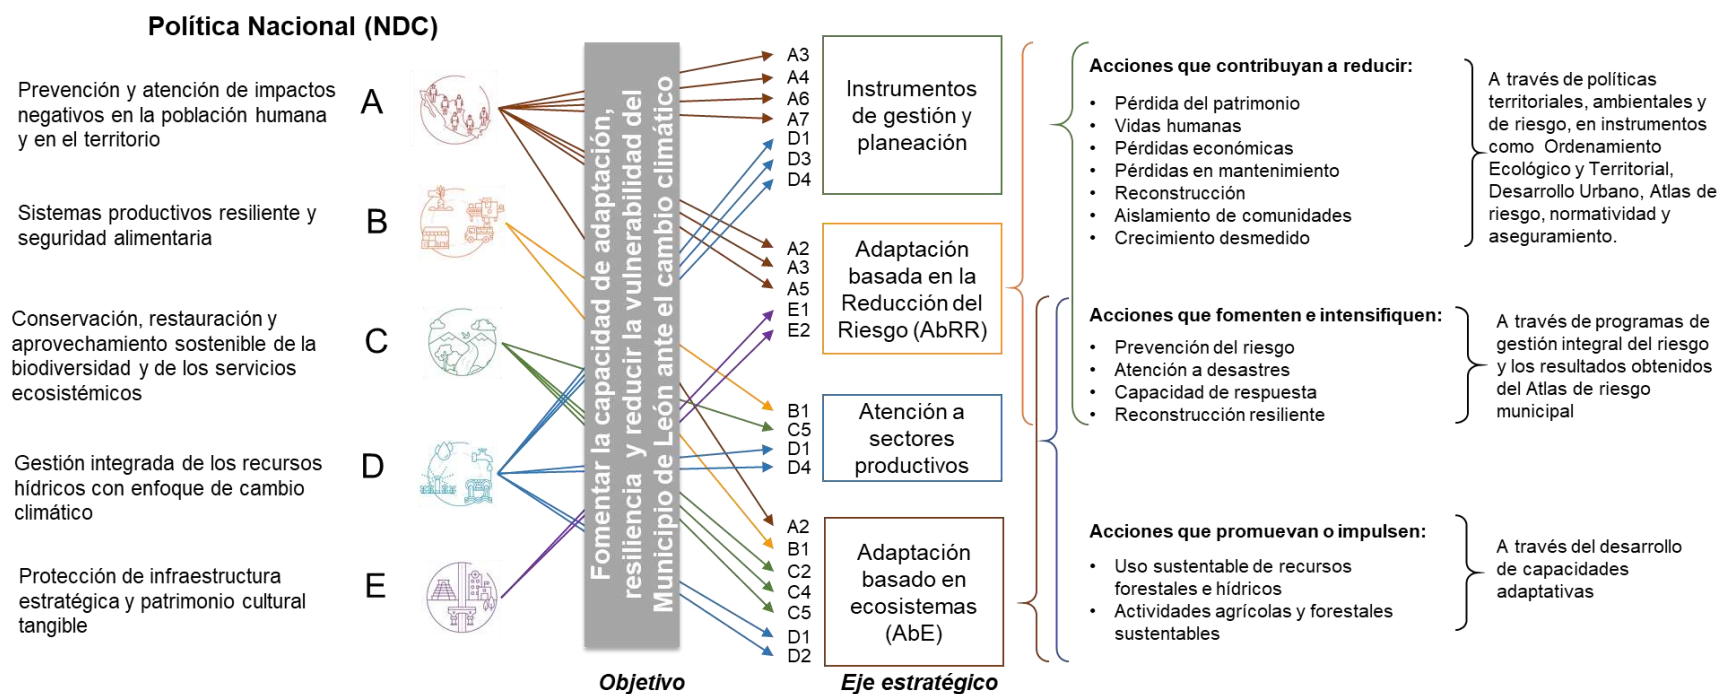 Política Nacional (NDC)
Prevención y atención de impactos
negativos en la población humana
y en el territorio
A
Sistemas productivos resiliente y
seguridad alimentaria
B
Conservación, restauración y
aprovechamiento sostenible de la
biodiversidad y de los servicios
ecosistémicos
C
Gestión integrada de los recursos
hídricos con enfoque de cambio
climático
D
Protección de infraestructura
estratégica y patrimonio cultural
tangible
E
Fomentar la capacidad de adaptación,
resiliencia y reducir la vulnerabilidad del
Municipio de León ante el cambio climático
Objetivo
A3
A4
A6
A7
D1
D3
D4
Instrumentos
de gestión y
planeación
A2
A3
A5
E1
E2
Adaptación
basada en la
Reducción del
Riesgo (AbRR)
B1
C5
D1
D4
Atención a
sectores
productivos
A2
B1
C2
C4
C5
D1
D2
Adaptación
basado en
ecosistemas
(AbE)
Eje estratégico
Acciones que contribuyan a reducir:
• Pérdida del patrimonio
• Vidas humanas
• Pérdidas económicas
• Pérdidas en mantenimiento
• Reconstrucción
• Aislamiento de comunidades
• Crecimiento desmedido
A través de políticas
territoriales, ambientales y
de riesgo, en instrumentos
como Ordenamiento
Ecológico y Territorial,
Desarrollo Urbano, Atlas de
riesgo, normatividad y
aseguramiento.
Acciones que fomenten e intensifiquen:
• Prevención del riesgo
• Atención a desastres
• Capacidad de respuesta
• Reconstrucción resiliente
A través de programas de
gestión integral del riesgo
y los resultados obtenidos
del Atlas de riesgo
municipal
Acciones que promuevan o impulsen:
• Uso sustentable de recursos
forestales e hídricos
• Actividades agrícolas y forestales
sustentables
A través del desarrollo
de capacidades
adaptativas